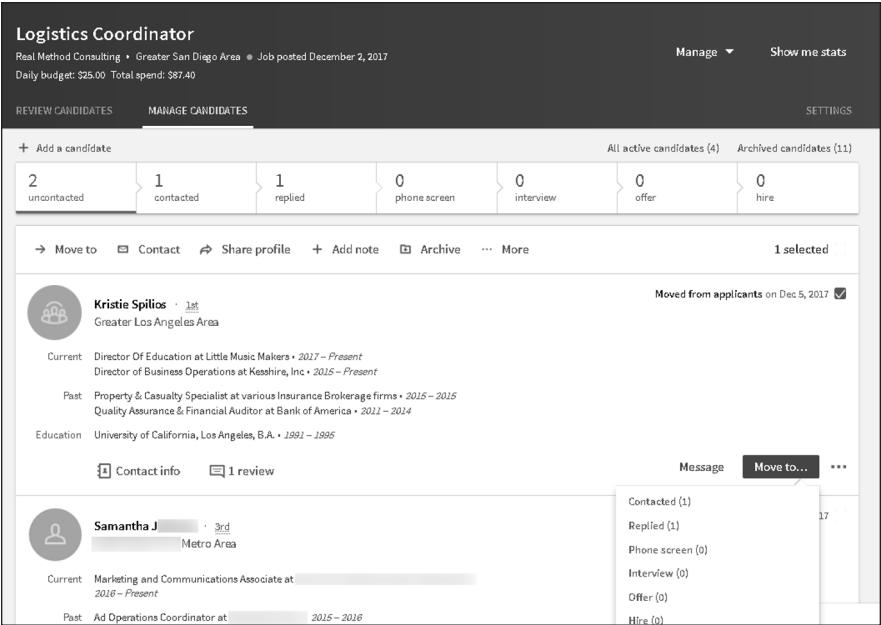 Logistics Coordinator
Real Method Consulting • Greater San Diego Area ● Job posted December 2, 2017
Manage Show me stats
Daily budget: $25.00 Total spend: $87.40
REVIEW CANDIDATES MANAGE CANDIDATES SETTINGS
+ Add a candidate All active candidates (4) Archived candidates (11)
2 1 1 0 0 0 0
uncontacted contacted replied phone screen interview offer hire
→ Move to Contact Share profile + Add note Archive ··· More 1 selected
Moved from applicants on Dec 5, 2017
Kristie Spilios · 1st
Greater Los Angeles Area
Current Director Of Education at Little Music Makers • 2017 – Present
Director of Business Operations at Kesshire, Inc • 2015 – Present
Past Property & Casualty Specialist at various Insurance Brokerage firms • 2015 – 2015
Quality Assurance & Financial Auditor at Bank of America • 2011 – 2014
Education University of California, Los Angeles, B.A. • 1991 – 1995
Contact info 1 review Message Move to... •••
Contacted (1)
Replied (1)
Phone screen (0)
Interview (0)
Offer (0)
Hire (0)
17
Samantha J · 3rd
Metro Area
Current Marketing and Communications Associate at
2016 – Present
Past Ad Operations Coordinator at 2015 – 2016